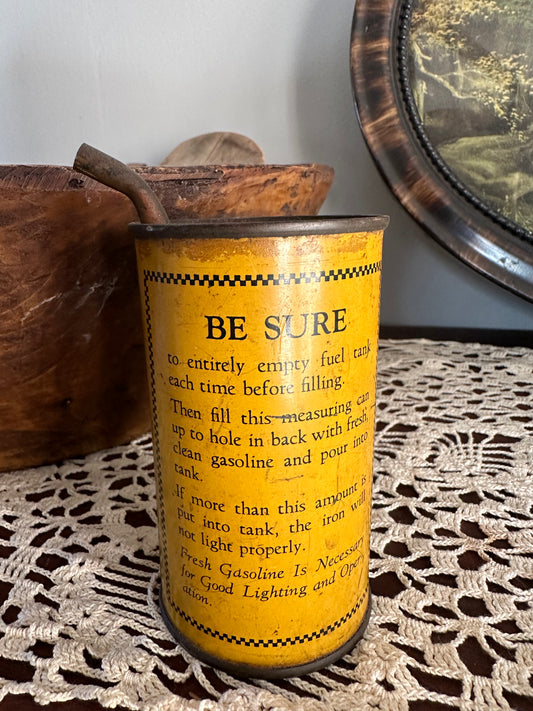 BE SURE
to entirely empty fuel tank
each time before filling.
Then fill this measuring can
up to hole in back with fresh,
clean gasoline and pour into
tank.
If more than this amount is
put into tank, the iron will
not light properly.
Fresh Gasoline Is Necessary
for Good Lighting and Oper-
ation.